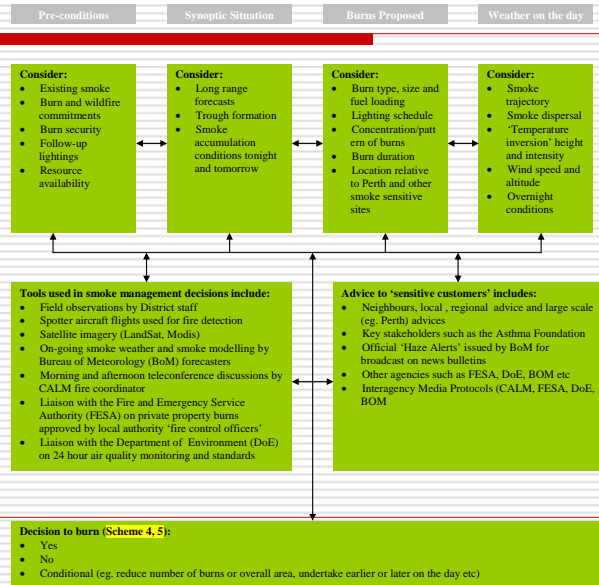 Pre-conditions
Synoptic Situation
Burns Proposed
Weather on the day
Consider:
• Existing smoke
• Burn and wildfire
commitments
• Burn security
• Follow-up
lightings
• Resource
availability
Consider:
• Long range
forecasts
• Trough formation
• Smoke
accumulation
conditions tonight
and tomorrow
Consider:
• Burn type, size and
fuel loading
• Lighting schedule
• Concentration/patt
ern of burns
• Burn duration
• Location relative
to Perth and other
smoke sensitive
sites
Consider:
• Smoke
trajectory
• Smoke dispersal
• ‘Temperature
inversion’ height
and intensity
• Wind speed and
altitude
• Overnight
conditions
Tools used in smoke management decisions include:
• Field observations by District staff
• Spotter aircraft flights used for fire detection
• Satellite imagery (LandSat, Modis)
• On-going smoke weather and smoke modelling by
Bureau of Meteorology (BoM) forecasters
• Morning and afternoon teleconference discussions by
CALM fire coordinator
• Liaison with the Fire and Emergency Service
Authority (FESA) on private property burns
approved by local authority ‘fire control officers’
• Liaison with the Department of Environment (DoE)
on 24 hour air quality monitoring and standards
Advice to ‘sensitive customers’ includes:
• Neighbours, local , regional advice and large scale
(eg. Perth) advices
• Key stakeholders such as the Asthma Foundation
• Official ‘Haze Alerts’ issued by BoM for
broadcast on news bulletins
• Other agencies such as FESA, DoE, BOM etc
• Interagency Media Protocols (CALM, FESA, DoE,
BOM
Decision to burn (Scheme 4, 5):
• Yes
• No
• Conditional (eg. reduce number of burns or overall area, undertake earlier or later on the day etc)